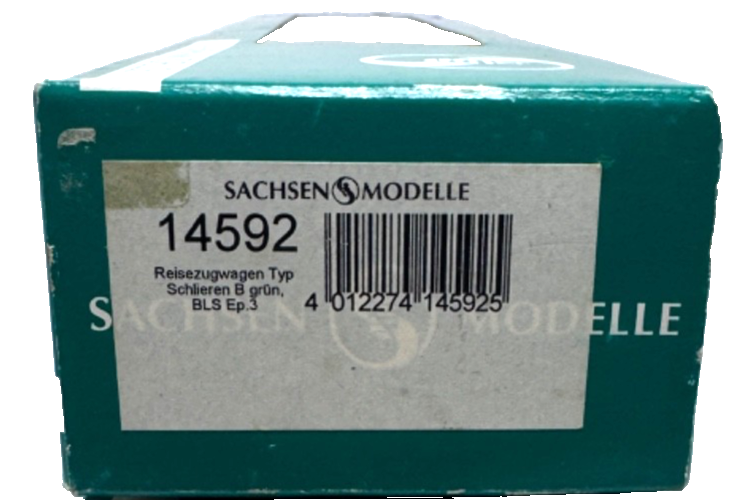 SACHSEN MODELLE
14592
Reisezugwagen Typ
Schlieren B grün,
BLS Ep.3
4 012274 145925
SACHSEN MODELLE